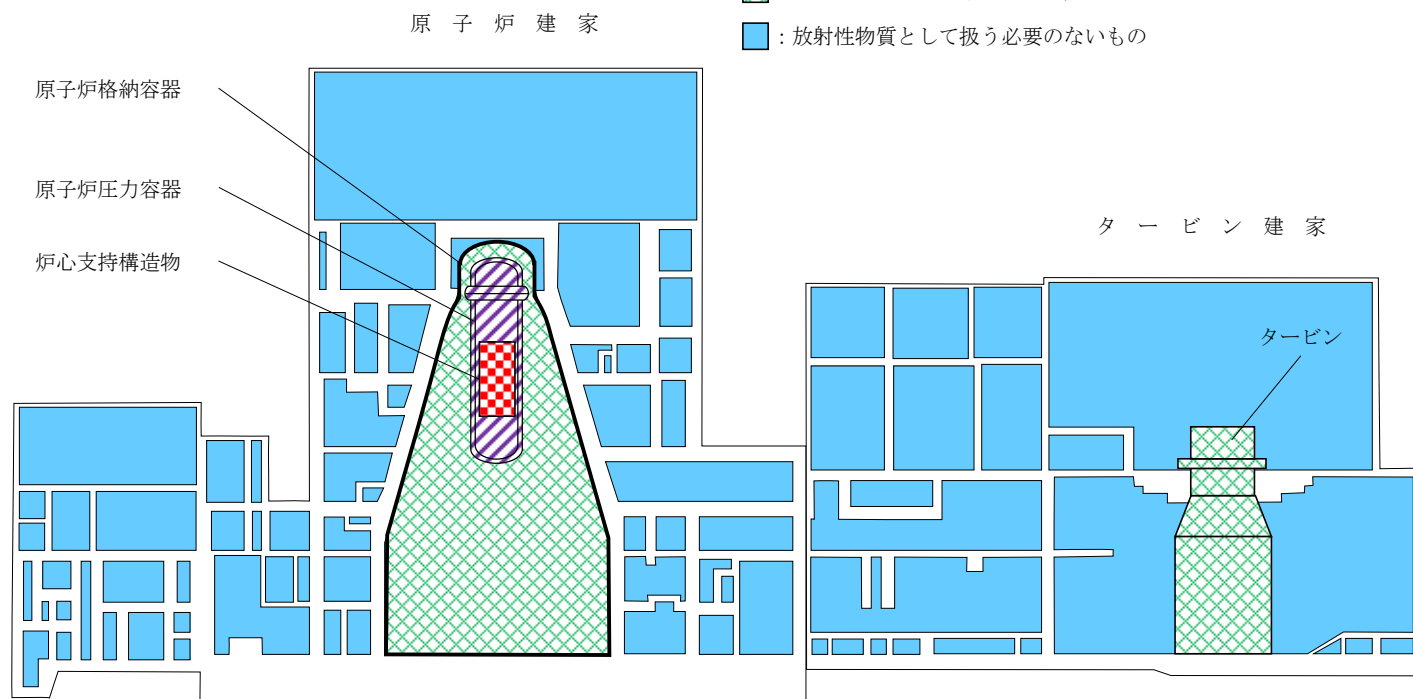 原子炉建家
:放射性物質として扱う必要のないもの
原子炉格納容器
原子炉圧力容器
炉心支持構造物
タービン建家
タービン